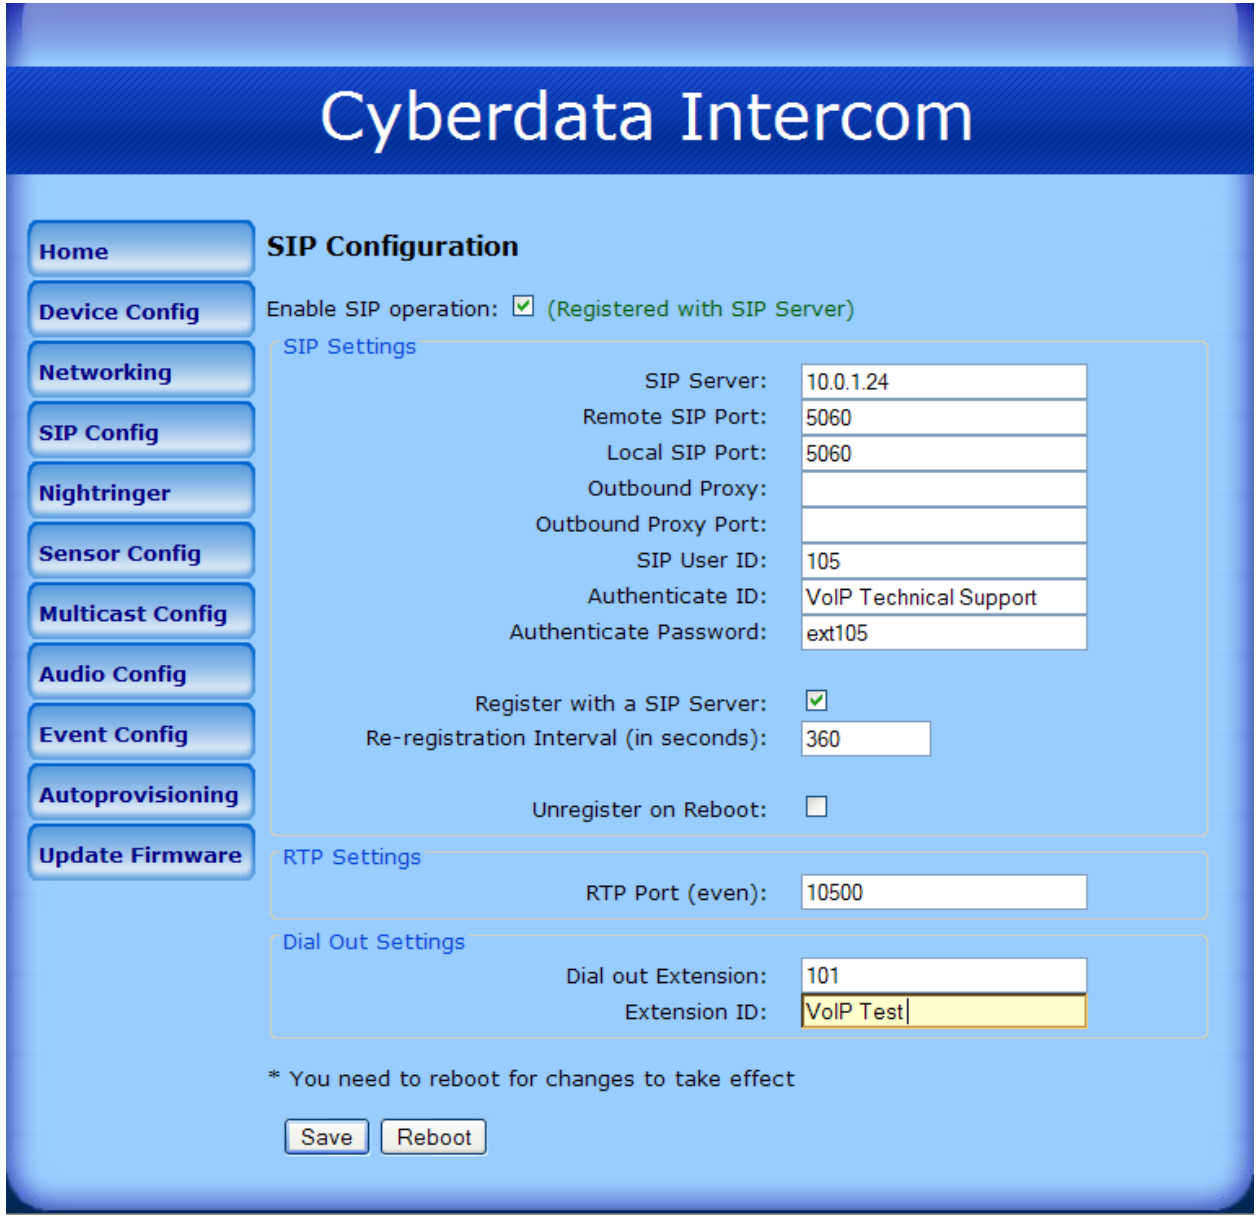 Cyberdata Intercom
Home
Device Config
Networking
SIP Config
Nightringer
Sensor Config
Multicast Config
Audio Config
Event Config
Autoprovisioning
Update Firmware
SIP Configuration
Enable SIP operation: (Registered with SIP Server)
SIP Settings
SIP Server: 10.0.1.24
Remote SIP Port: 5060
Local SIP Port: 5060
Outbound Proxy:
Outbound Proxy Port:
SIP User ID: 105
Authenticate ID: VoIP Technical Support
Authenticate Password: ext105
Register with a SIP Server:
Re-registration Interval (in seconds): 360
Unregister on Reboot:
RTP Settings
RTP Port (even): 10500
Dial Out Settings
Dial out Extension: 101
Extension ID: VoIP Test
* You need to reboot for changes to take effect
Save Reboot